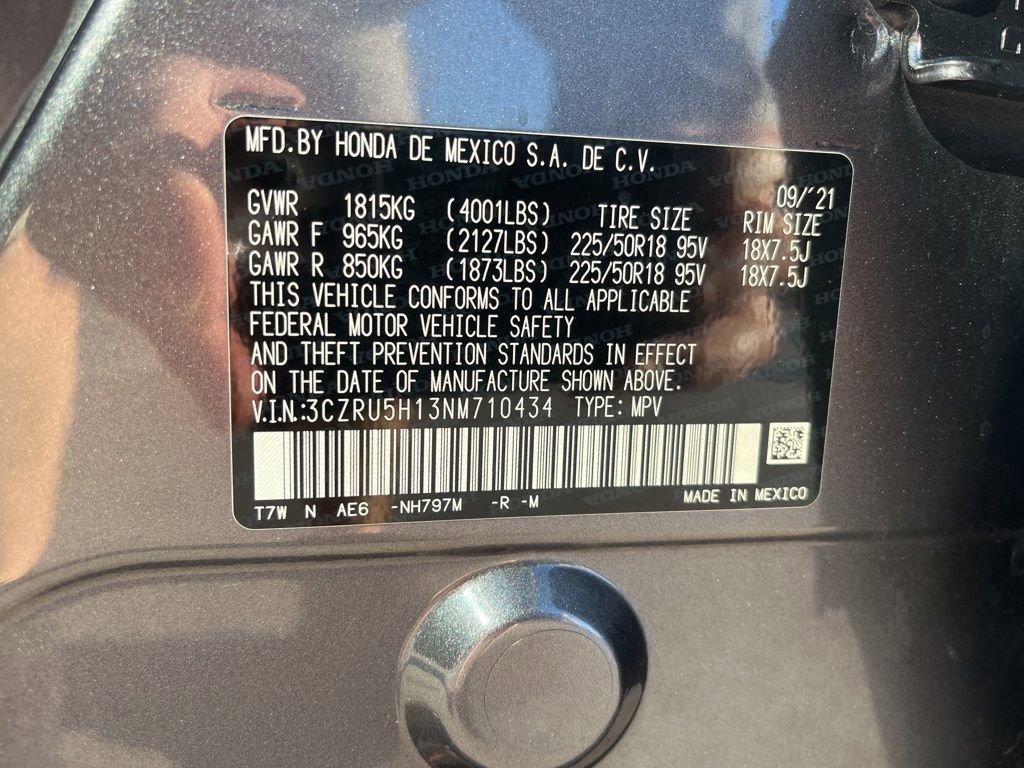 MFD.BY HONDA DE MEXICO S.A. DE C.V.
09/'21
GVWR 1815KG (4001LBS) TIRE SIZE RIM SIZE
GAWR F 965KG (2127LBS) 225/50R18 95V 18X7.5J
GAWR R 850KG (1873LBS) 225/50R18 95V 18X7.5J
THIS VEHICLE CONFORMS TO ALL APPLICABLE
FEDERAL MOTOR VEHICLE SAFETY
AND THEFT PREVENTION STANDARDS IN EFFECT
ON THE DATE OF MANUFACTURE SHOWN ABOVE.
V.I.N.:3CZRU5H13NM710434 TYPE: MPV
T7W N AE6 -NH797M -R -M MADE IN MEXICO